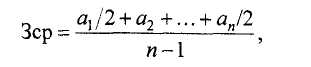 Зср = (a₁/2 + a₂ + ... + aₙ/2) / (n − 1),